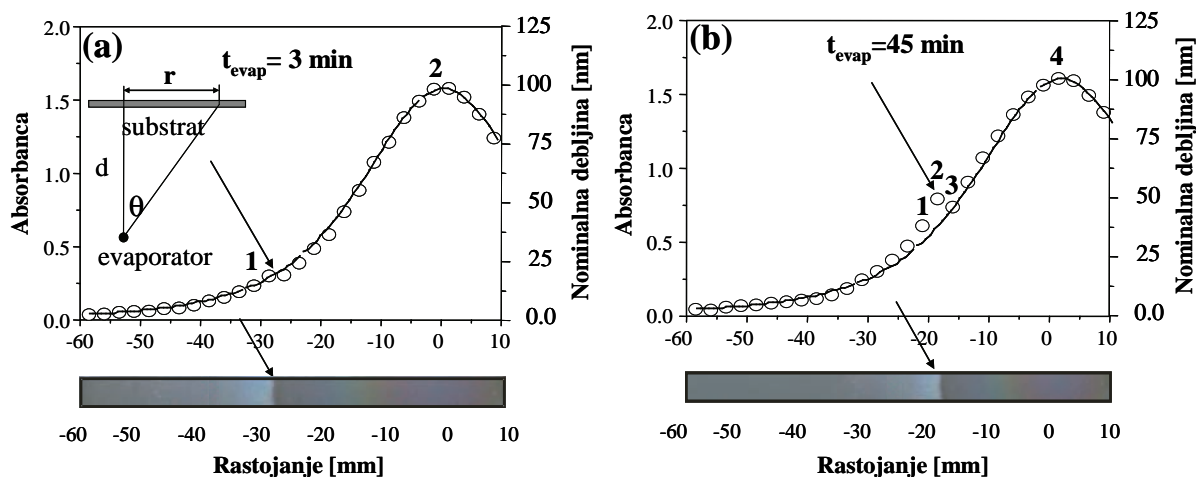 (a)
t evap= 3 min
r
substrat
d
θ
evaporator
1
2
Absorbanca
2.0
1.5
1.0
0.5
0.0
Nominalna debljina [nm]
125
100
75
50
25
0.0
-60 -50 -40 -30 -20 -10 0 10
-60 -50 -40 -30 -20 -10 0 10
Rastojanje [mm]
(b)
t evap=45 min
1
2
3
4
Absorbanca
2.0
1.5
1.0
0.5
0.0
Nominalna debljina [nm]
125
100
75
50
25
0.0
-60 -50 -40 -30 -20 -10 0 10
-60 -50 -40 -30 -20 -10 0 10
Rastojanje [mm]